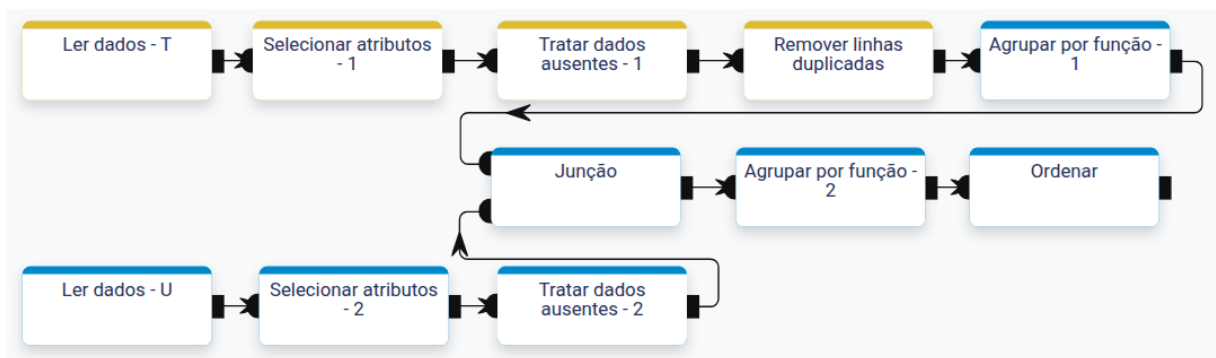 Ler dados - T
Selecionar atributos
- 1
Tratar dados
ausentes - 1
Remover linhas
duplicadas
Agrupar por função -
1
Junção
Agrupar por função -
2
Ordenar
Ler dados - U
Selecionar atributos
- 2
Tratar dados
ausentes - 2